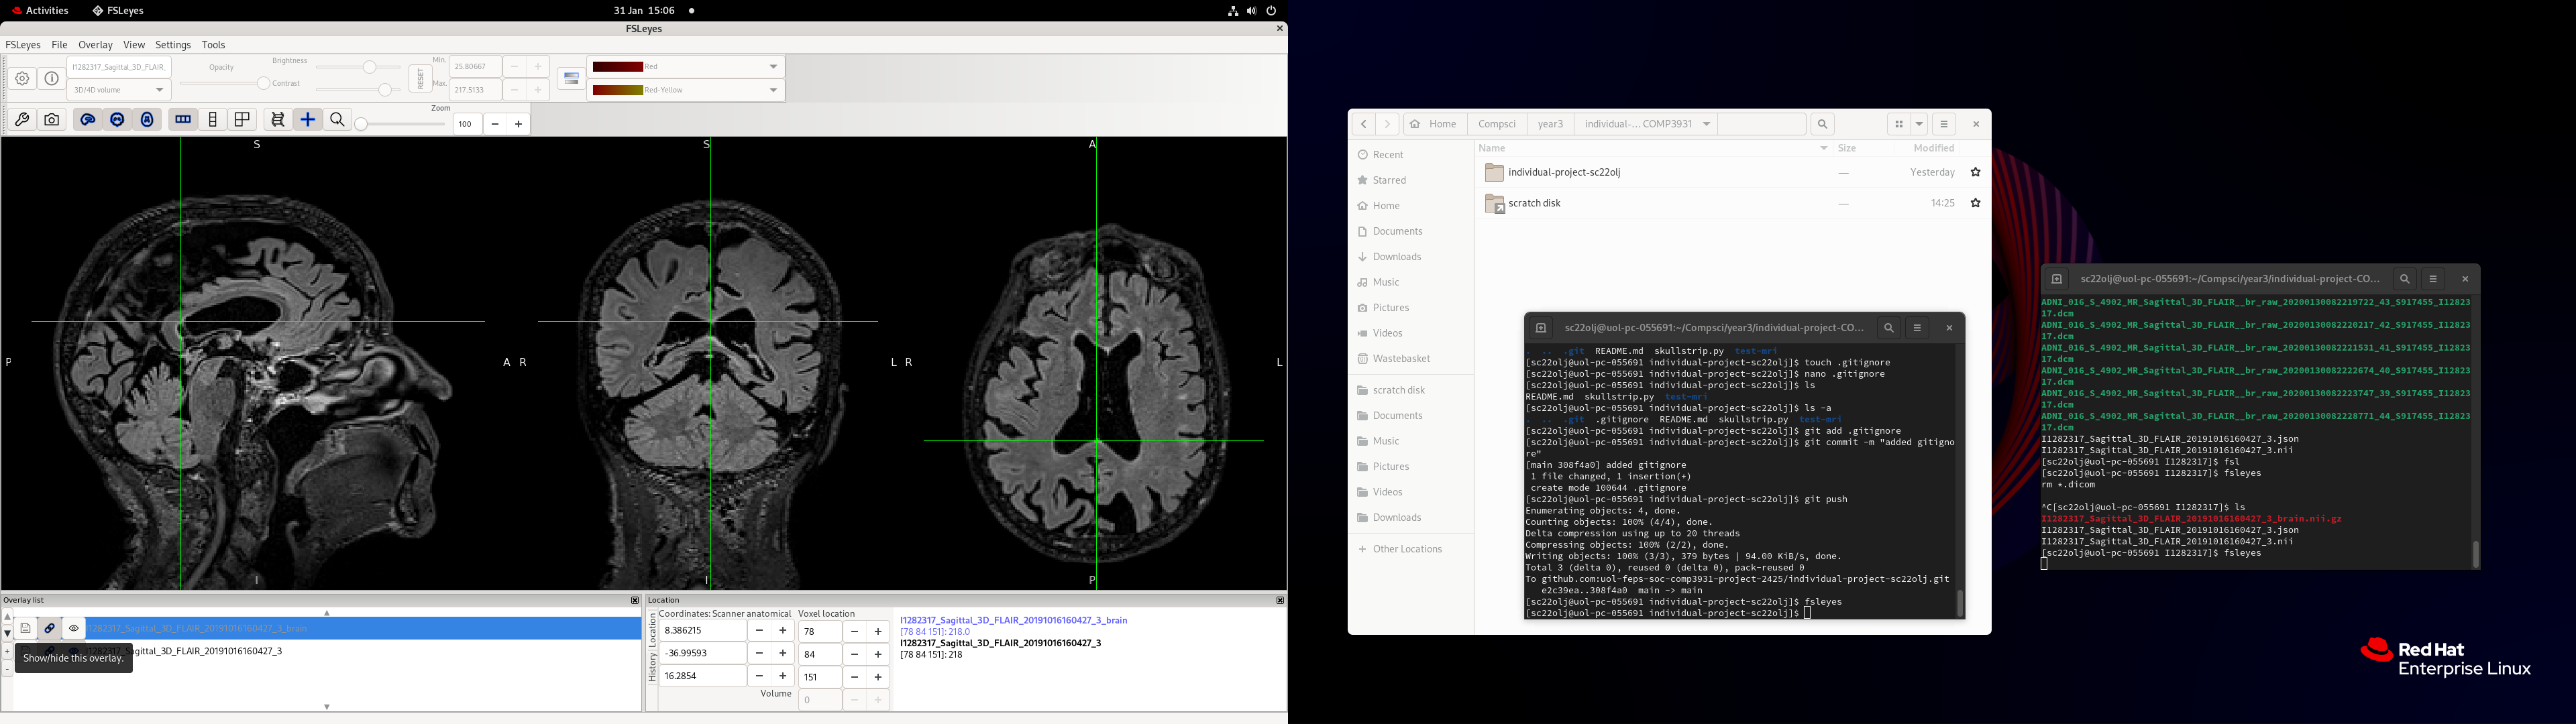 Activities
FSLeyes
31 Jan 15:06
FSLeyes
FSLeyes File Overlay View Settings Tools
I1282317_Sagittal_3D_FLAIR_
3D/4D volume
Opacity
Brightness
Contrast
RESET
Min. 25.80667
Max. 217.5133
Red
Red-Yellow
Zoom
100
S
P
A
I
S
R
L
I
A
R
L
P
Overlay list
I1282317_Sagittal_3D_FLAIR_20191016160427_3_brain
I1282317_Sagittal_3D_FLAIR_20191016160427_3
Show/hide this overlay.
Location
Location
History
Coordinates: Scanner anatomical
Voxel location
8.386215
78
-36.99593
84
16.2854
151
Volume
0
I1282317_Sagittal_3D_FLAIR_20191016160427_3_brain
[78 84 151]: 218.0
I1282317_Sagittal_3D_FLAIR_20191016160427_3
[78 84 151]: 218
Home Compsci year3 individual-... COMP3931
Recent
Starred
Home
Documents
Downloads
Music
Pictures
Videos
Wastebasket
scratch disk
Documents
Music
Pictures
Videos
Downloads
Other Locations
Name Size Modified
individual-project-sc22olj — Yesterday
scratch disk — 14:25
sc22olj@uol-pc-055691:~/Compsci/year3/individual-project-CO...
. .. .git README.md skullstrip.py test-mri
[sc22olj@uol-pc-055691 individual-project-sc22olj]$ touch .gitignore
[sc22olj@uol-pc-055691 individual-project-sc22olj]$ nano .gitignore
[sc22olj@uol-pc-055691 individual-project-sc22olj]$ ls
README.md skullstrip.py test-mri
[sc22olj@uol-pc-055691 individual-project-sc22olj]$ ls -a
. .. .git .gitignore README.md skullstrip.py test-mri
[sc22olj@uol-pc-055691 individual-project-sc22olj]$ git add .gitignore
[sc22olj@uol-pc-055691 individual-project-sc22olj]$ git commit -m "added gitigno
re"
[main 308f4a0] added gitignore
1 file changed, 1 insertion(+)
create mode 100644 .gitignore
[sc22olj@uol-pc-055691 individual-project-sc22olj]$ git push
Enumerating objects: 4, done.
Counting objects: 100% (4/4), done.
Delta compression using up to 20 threads
Compressing objects: 100% (2/2), done.
Writing objects: 100% (3/3), 379 bytes | 94.00 KiB/s, done.
Total 3 (delta 0), reused 0 (delta 0), pack-reused 0
To github.com:uol-feps-soc-comp3931-project-2425/individual-project-sc22olj.git
e2c39ea..308f4a0 main -> main
[sc22olj@uol-pc-055691 individual-project-sc22olj]$ fsleyes
[sc22olj@uol-pc-055691 individual-project-sc22olj]$
sc22olj@uol-pc-055691:~/Compsci/year3/individual-project-CO...
ADNI_016_S_4902_MR_Sagittal_3D_FLAIR__br_raw_20200130082219722_43_S917455_I12823
17.dcm
ADNI_016_S_4902_MR_Sagittal_3D_FLAIR__br_raw_20200130082220217_42_S917455_I12823
17.dcm
ADNI_016_S_4902_MR_Sagittal_3D_FLAIR__br_raw_20200130082221531_41_S917455_I12823
17.dcm
ADNI_016_S_4902_MR_Sagittal_3D_FLAIR__br_raw_20200130082222674_40_S917455_I12823
17.dcm
ADNI_016_S_4902_MR_Sagittal_3D_FLAIR__br_raw_20200130082223747_39_S917455_I12823
17.dcm
ADNI_016_S_4902_MR_Sagittal_3D_FLAIR__br_raw_20200130082228771_44_S917455_I12823
17.dcm
I1282317_Sagittal_3D_FLAIR_20191016160427_3.json
I1282317_Sagittal_3D_FLAIR_20191016160427_3.nii
[sc22olj@uol-pc-055691 I1282317]$ fsl
[sc22olj@uol-pc-055691 I1282317]$ fsleyes
rm *.dicom
^C[sc22olj@uol-pc-055691 I1282317]$ ls
I1282317_Sagittal_3D_FLAIR_20191016160427_3_brain.nii.gz
I1282317_Sagittal_3D_FLAIR_20191016160427_3.json
I1282317_Sagittal_3D_FLAIR_20191016160427_3.nii
[sc22olj@uol-pc-055691 I1282317]$ fsleyes
Red Hat
Enterprise Linux